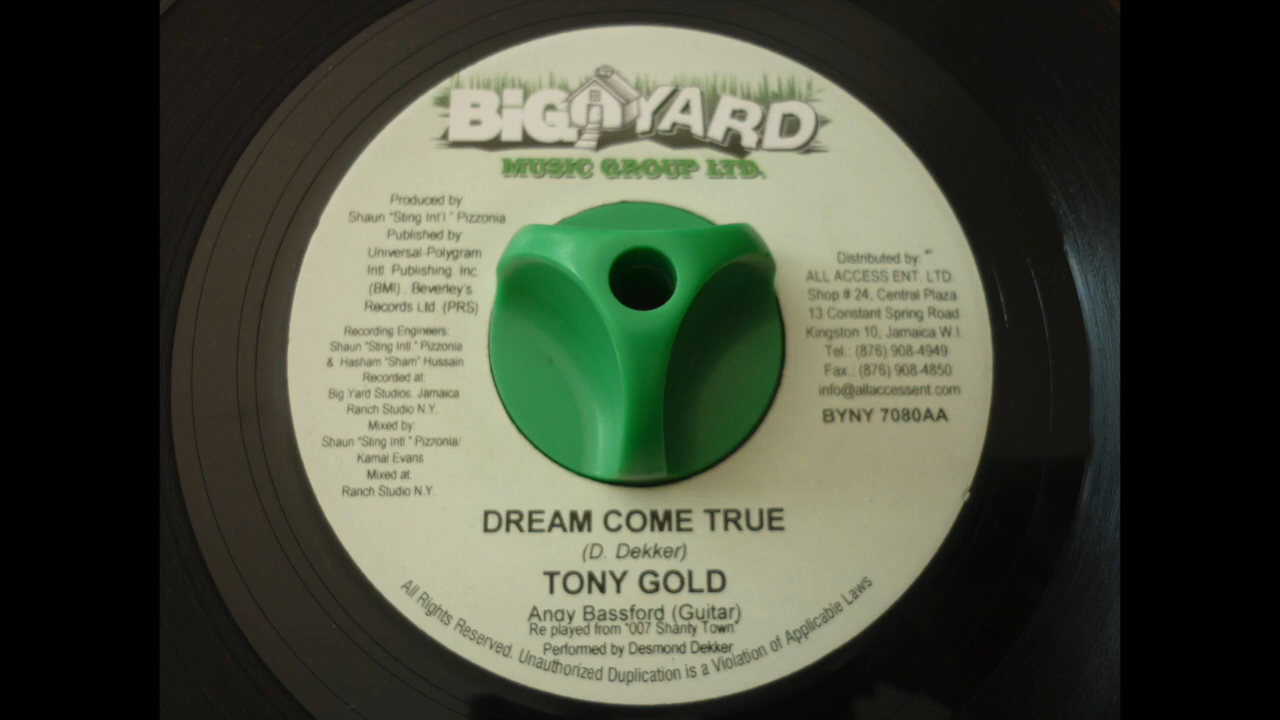 BiG YARD
MUSIC GROUP LTD.
Produced by:
Shaun "Sting Int'l." Pizzonia
Published by:
Universal-Polygram
Intl. Publishing. Inc.
(BMI) , Beverley's
Records Ltd. (PRS)
Recording Engineers:
Shaun "Sting Intl." Pizzonia
& Hasham "Sham" Hussain
Recorded at:
Big Yard Studios. Jamaica
Ranch Studio N.Y.
Mixed by:
Shaun "Sting Intl." Pizzonia/
Kamal Evans
Mixed at:
Ranch Studio N.Y.
Distributed by:
ALL ACCESS ENT. LTD.
Shop # 24, Central Plaza
13 Constant Spring Road
Kingston 10, Jamaica W.I.
Tel.: (876) 908-4949
Fax.: (876) 908-4850
info@allaccessent.com
BYNY 7080AA
DREAM COME TRUE
(D. Dekker)
TONY GOLD
Andy Bassford (Guitar)
Re played from "007 Shanty Town"
Performed by Desmond Dekker
All Rights Reserved. Unauthorized Duplication is a Violation of Applicable Laws